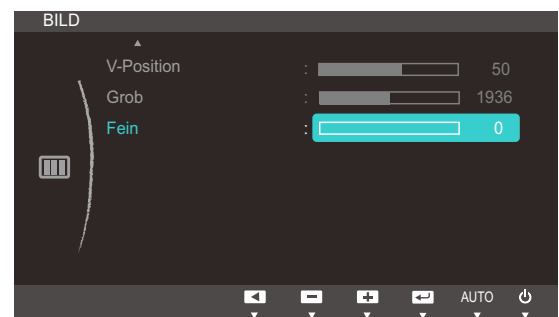 BILD
V-Position : 50
Grob : 1936
Fein : 0
AUTO